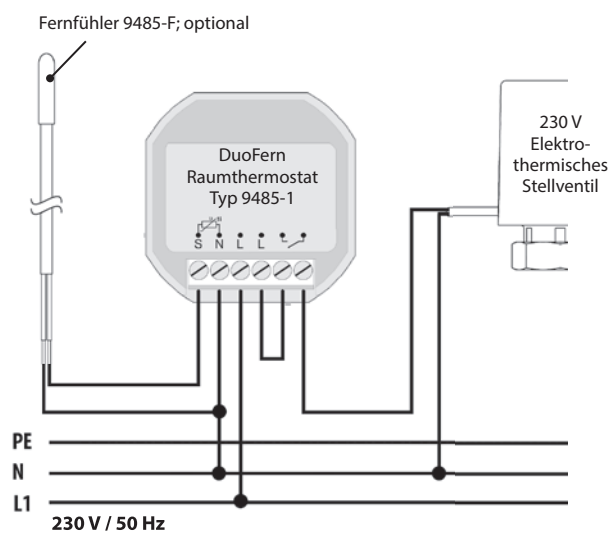 Fernfühler 9485-F; optional
DuoFern
Raumthermostat
Typ 9485-1
S N L L
230 V
Elektro-
thermisches
Stellventil
PE
N
L1
230 V / 50 Hz